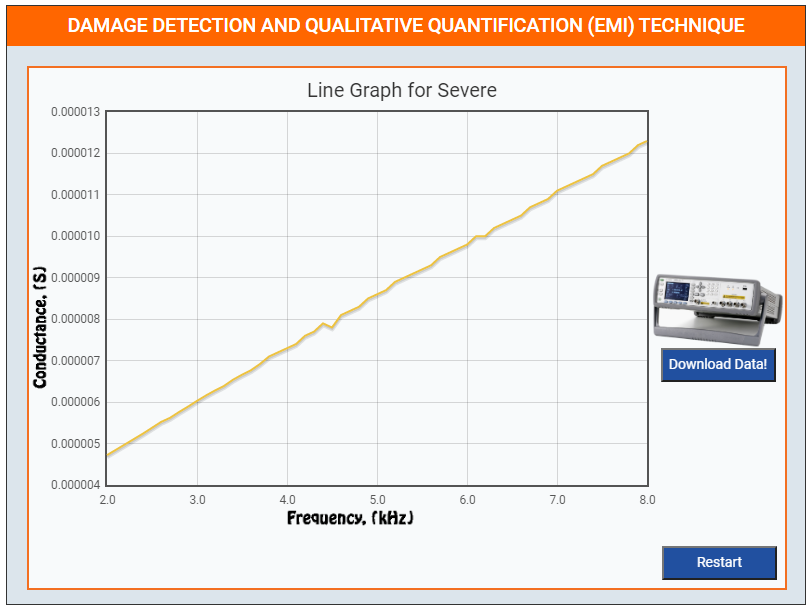 DAMAGE DETECTION AND QUALITATIVE QUANTIFICATION (EMI) TECHNIQUE
Line Graph for Severe
0.000013
0.000012
0.000011
0.000010
0.000009
0.000008
0.000007
0.000006
0.000005
0.000004
Conductance, (S)
2.0 3.0 4.0 5.0 6.0 7.0 8.0
Frequency, (kHz)
Download Data!
Restart